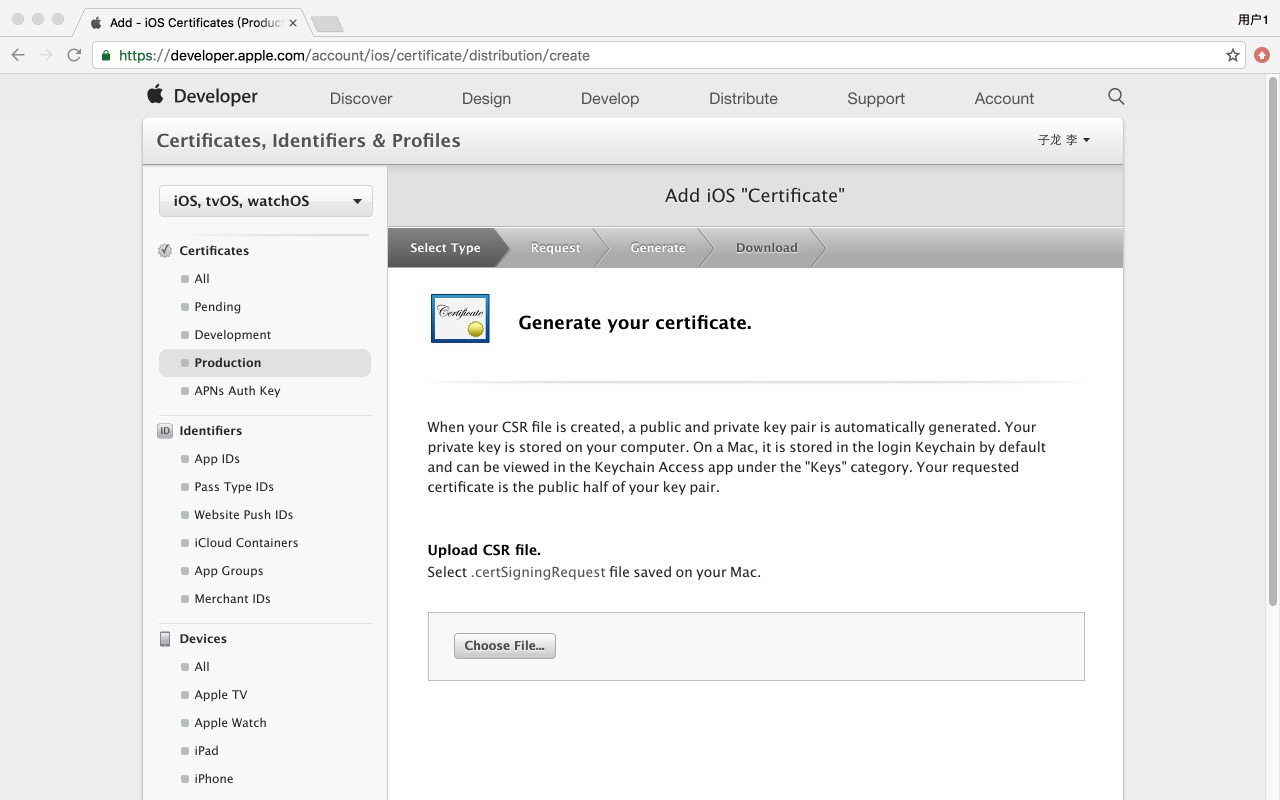 Add - iOS Certificates (Produc
用户1
https://developer.apple.com/account/ios/certificate/distribution/create
Developer
Discover
Design
Develop
Distribute
Support
Account
Certificates, Identifiers & Profiles
子龙 李
iOS, tvOS, watchOS
Certificates
All
Pending
Development
Production
APNs Auth Key
ID
Identifiers
App IDs
Pass Type IDs
Website Push IDs
iCloud Containers
App Groups
Merchant IDs
Devices
All
Apple TV
Apple Watch
iPad
iPhone
Add iOS "Certificate"
Select Type
Request
Generate
Download
Certificate
Generate your certificate.
When your CSR file is created, a public and private key pair is automatically generated. Your
private key is stored on your computer. On a Mac, it is stored in the login Keychain by default
and can be viewed in the Keychain Access app under the "Keys" category. Your requested
certificate is the public half of your key pair.
Upload CSR file.
Select .certSigningRequest file saved on your Mac.
Choose File...